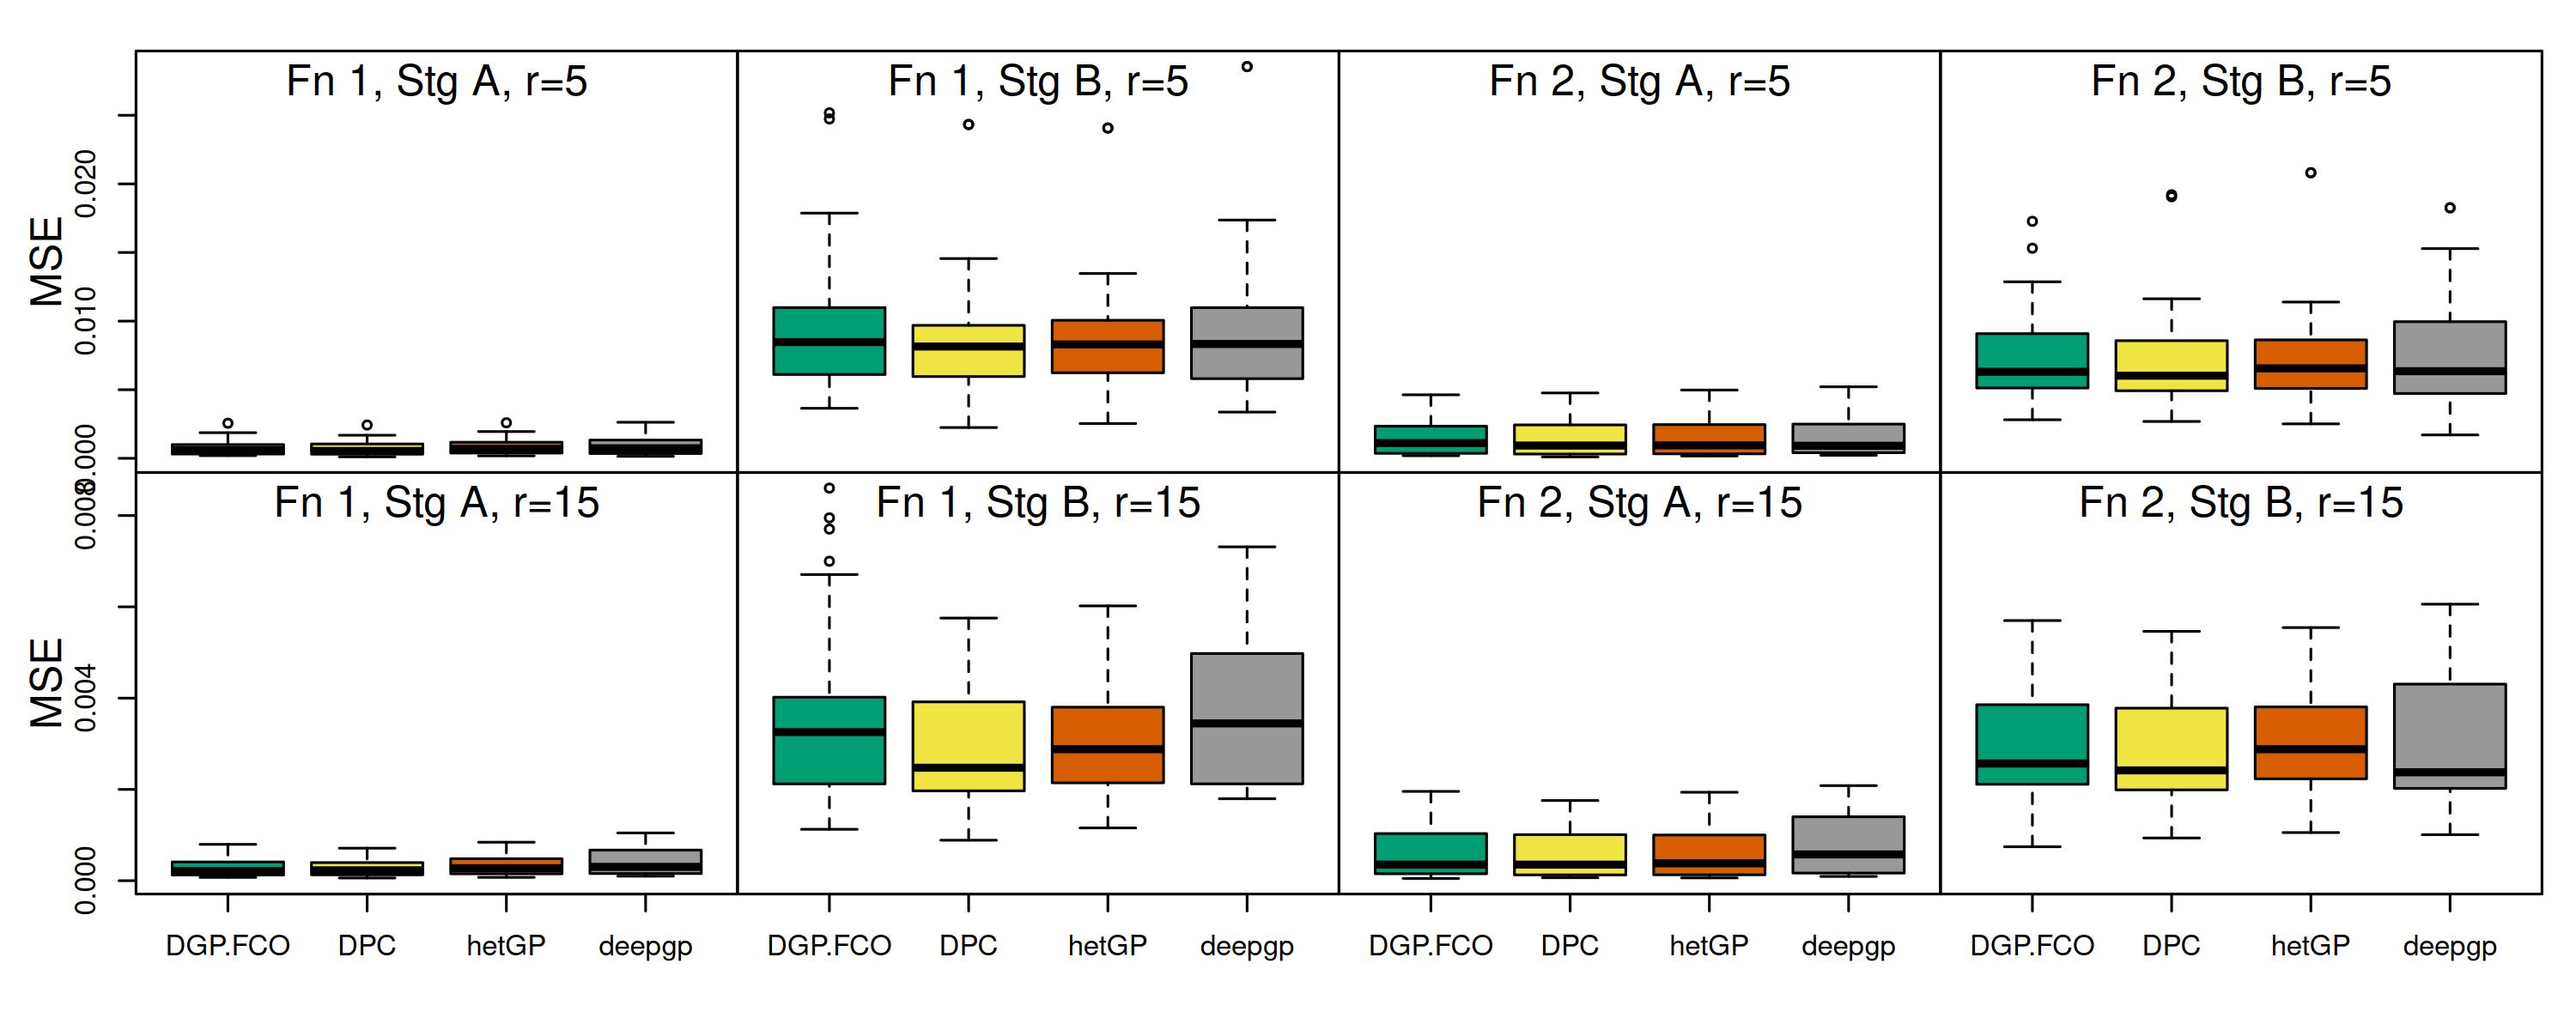 Fn 1, Stg A, r=5
Fn 1, Stg B, r=5
Fn 2, Stg A, r=5
Fn 2, Stg B, r=5
MSE
0.020
0.010
0.000
Fn 1, Stg A, r=15
Fn 1, Stg B, r=15
Fn 2, Stg A, r=15
Fn 2, Stg B, r=15
MSE
0.008
0.004
0.000
DGP.FCO DPC hetGP deepgp DGP.FCO DPC hetGP deepgp DGP.FCO DPC hetGP deepgp DGP.FCO DPC hetGP deepgp